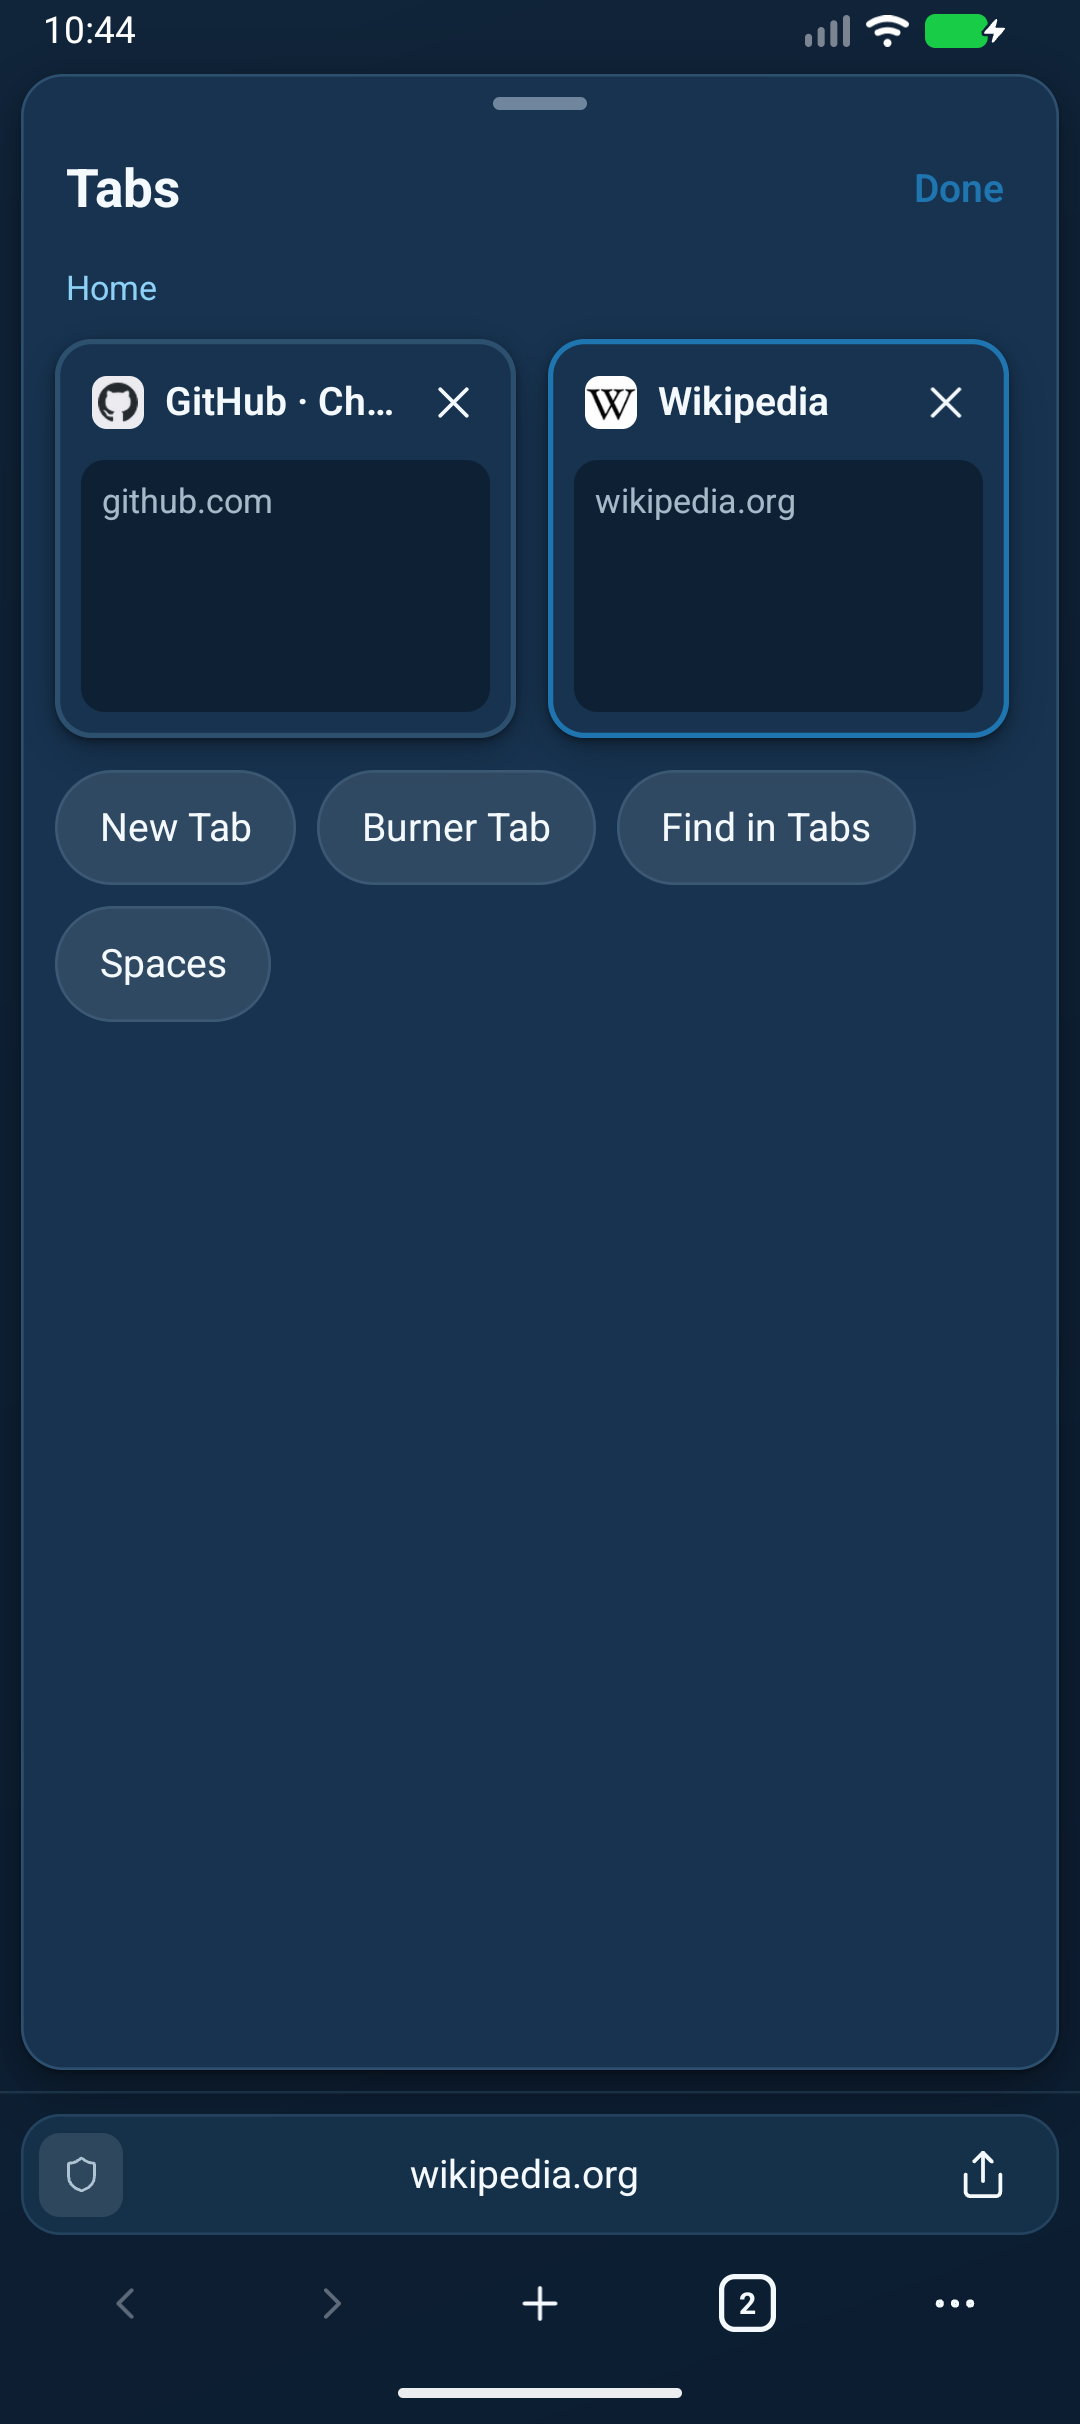 10:44
Tabs
Done
Home
GitHub · Ch...
Wikipedia
github.com
wikipedia.org
New Tab
Burner Tab
Find in Tabs
Spaces
wikipedia.org
2